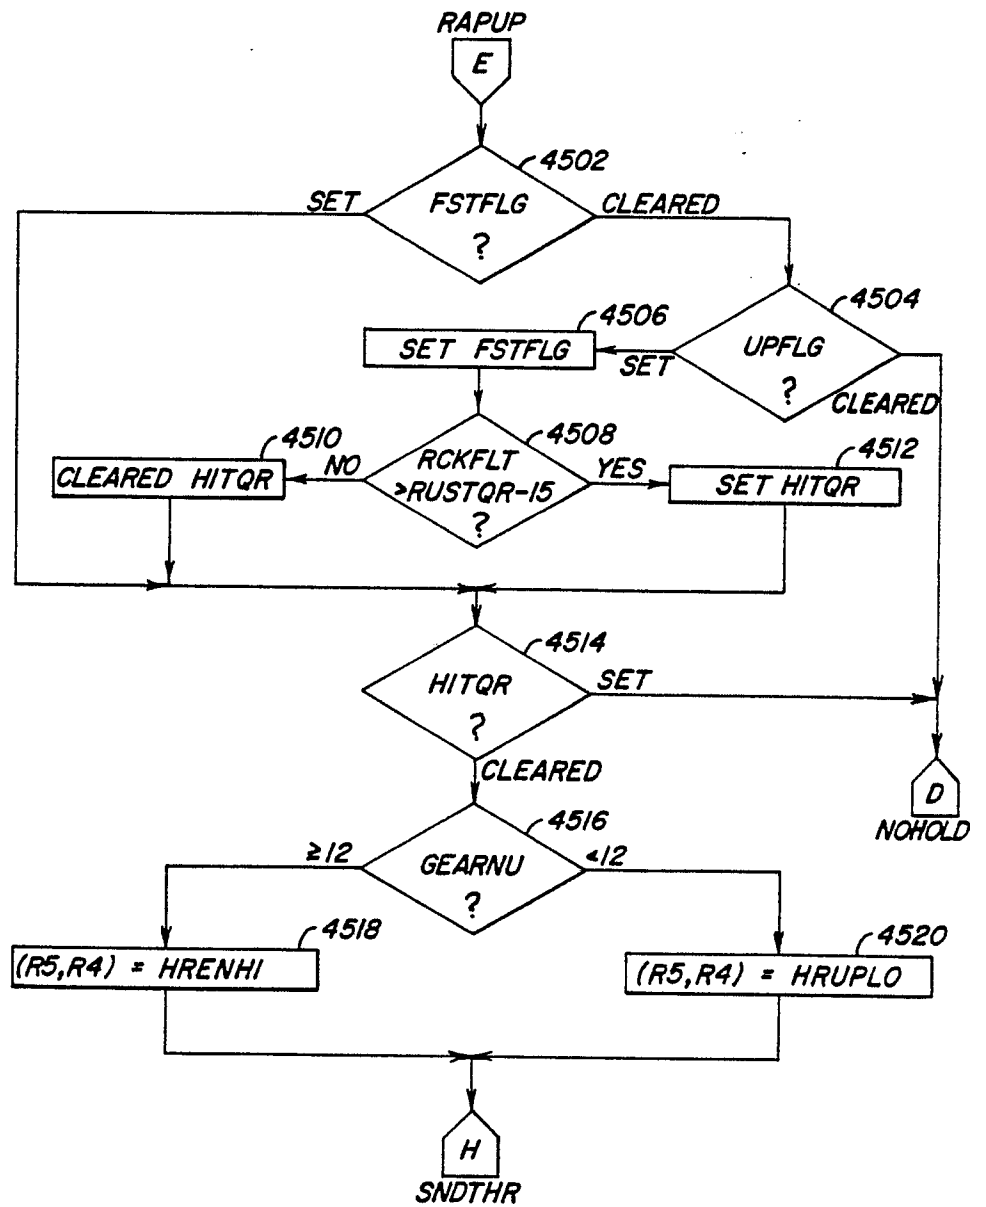 RAPUP
E
4502
SET
FSTFLG
?
CLEARED
4504
4506
SET FSTFLG
SET
UPFLG
?
CLEARED
4510
4508
4512
CLEARED HITQR
NO
RCKFLT
>RUSTQR-15
?
YES
SET HITQR
4514
HITQR
?
SET
CLEARED
D
NOHOLD
4516
≥12
GEARNU
?
<12
4518
4520
(R5,R4) = HRENHI
(R5,R4) = HRUPLO
H
SNDTHR